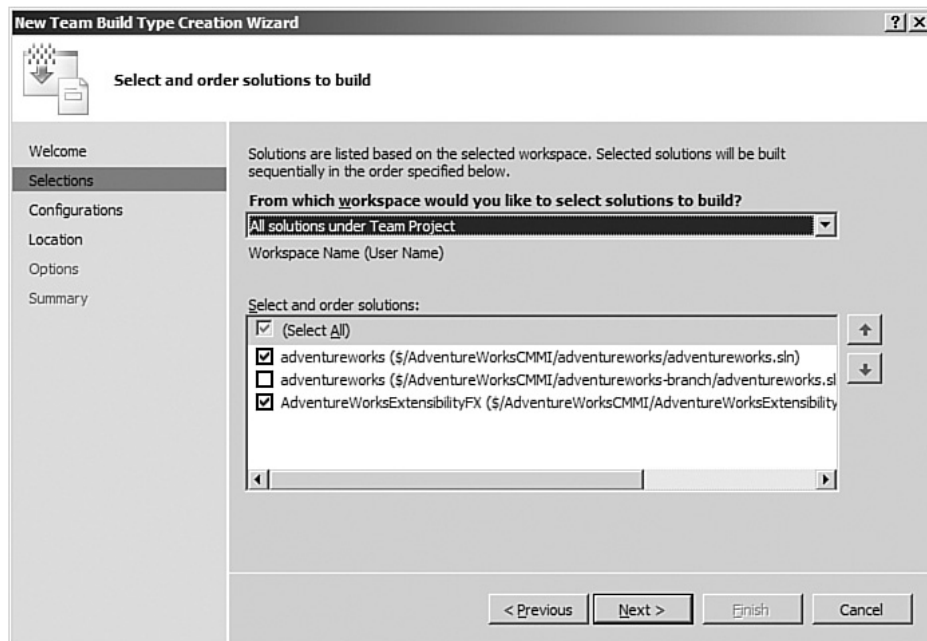 New Team Build Type Creation Wizard
Select and order solutions to build
Welcome
Selections
Configurations
Location
Options
Summary
Solutions are listed based on the selected workspace. Selected solutions will be built
sequentially in the order specified below.
From which workspace would you like to select solutions to build?
All solutions under Team Project
Workspace Name (User Name)
Select and order solutions:
(Select All)
adventureworks ($/AdventureWorksCMMI/adventureworks/adventureworks.sln)
adventureworks ($/AdventureWorksCMMI/adventureworks-branch/adventureworks.sl
AdventureWorksExtensibilityFX ($/AdventureWorksCMMI/AdventureWorksExtensibility
< Previous
Next >
Finish
Cancel